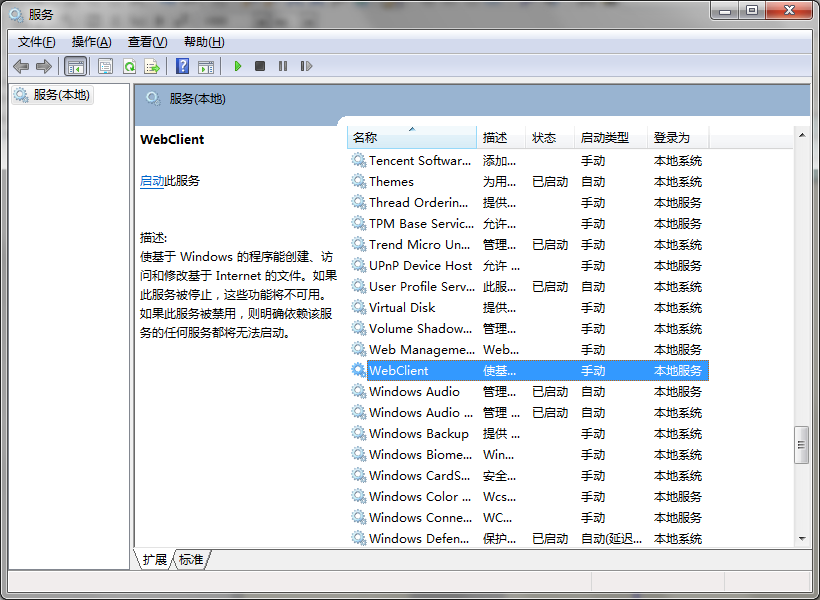 服务
文件(F) 操作(A) 查看(V) 帮助(H)
服务(本地)
服务(本地)
WebClient
启动此服务
描述:
使基于 Windows 的程序能创建、访
问和修改基于 Internet 的文件。如果
此服务被停止，这些功能将不可用。
如果此服务被禁用，则明确依赖该服
务的任何服务都将无法启动。
名称 描述 状态 启动类型 登录为
Tencent Softwar... 添加... 手动 本地系统
Themes 为用... 已启动 自动 本地系统
Thread Orderin... 提供... 手动 本地服务
TPM Base Servic... 允许... 手动 本地服务
Trend Micro Un... 管理... 已启动 自动 本地系统
UPnP Device Host 允许 ... 手动 本地服务
User Profile Serv... 此服... 已启动 自动 本地系统
Virtual Disk 提供... 手动 本地系统
Volume Shadow... 管理... 手动 本地系统
Web Manageme... Web... 手动 本地服务
WebClient 使基... 手动 本地服务
Windows Audio 管理... 已启动 自动 本地服务
Windows Audio ... 管理 ... 已启动 自动 本地系统
Windows Backup 提供 ... 手动 本地系统
Windows Biome... Win... 手动 本地系统
Windows CardS... 安全... 手动 本地系统
Windows Color ... Wcs... 手动 本地服务
Windows Conne... WC... 手动 本地服务
Windows Defen... 保护... 已启动 自动(延迟... 本地系统
扩展 标准